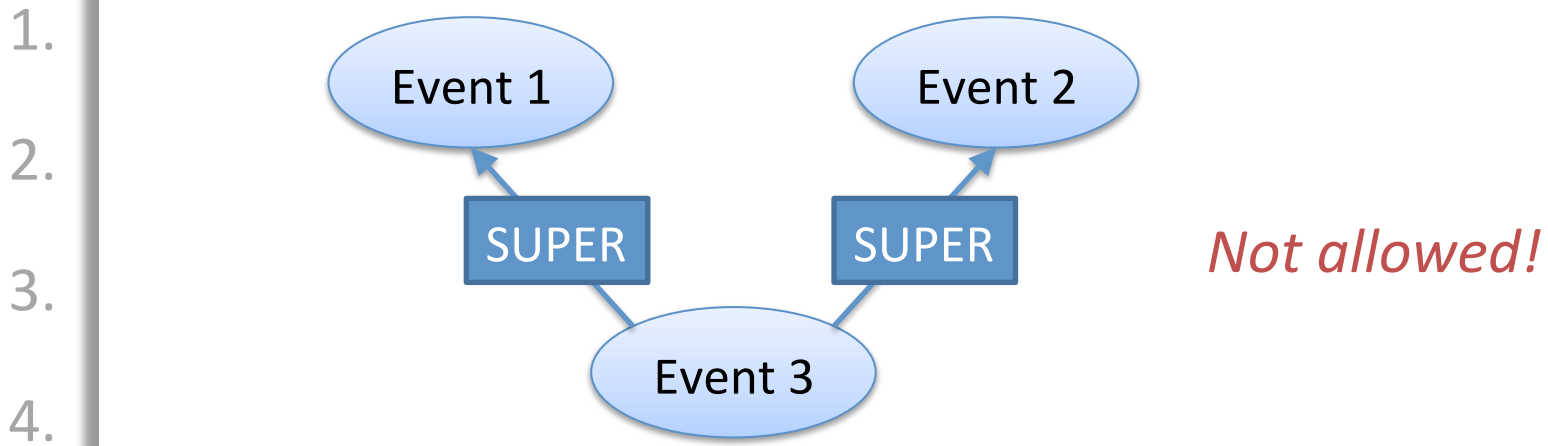 1.
Event 1
Event 2
2.
SUPER
SUPER
Not allowed!
3.
Event 3
4.